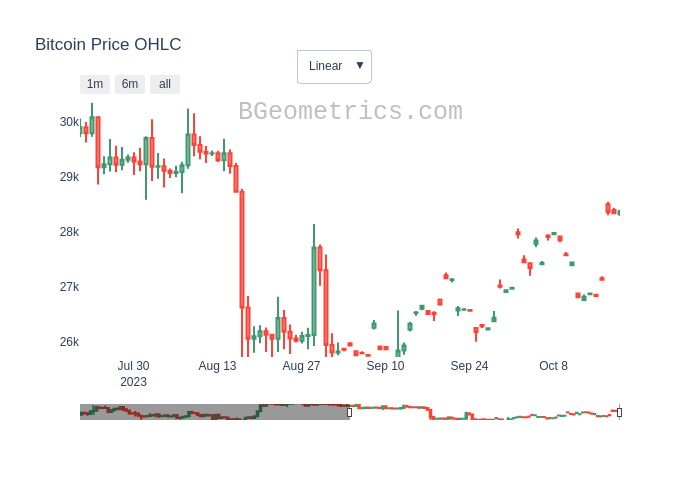 Bitcoin Price OHLC
Linear ▼
1m 6m all
BGeometrics.com
30k
29k
28k
27k
26k
Jul 30 Aug 13 Aug 27 Sep 10 Sep 24 Oct 8
2023